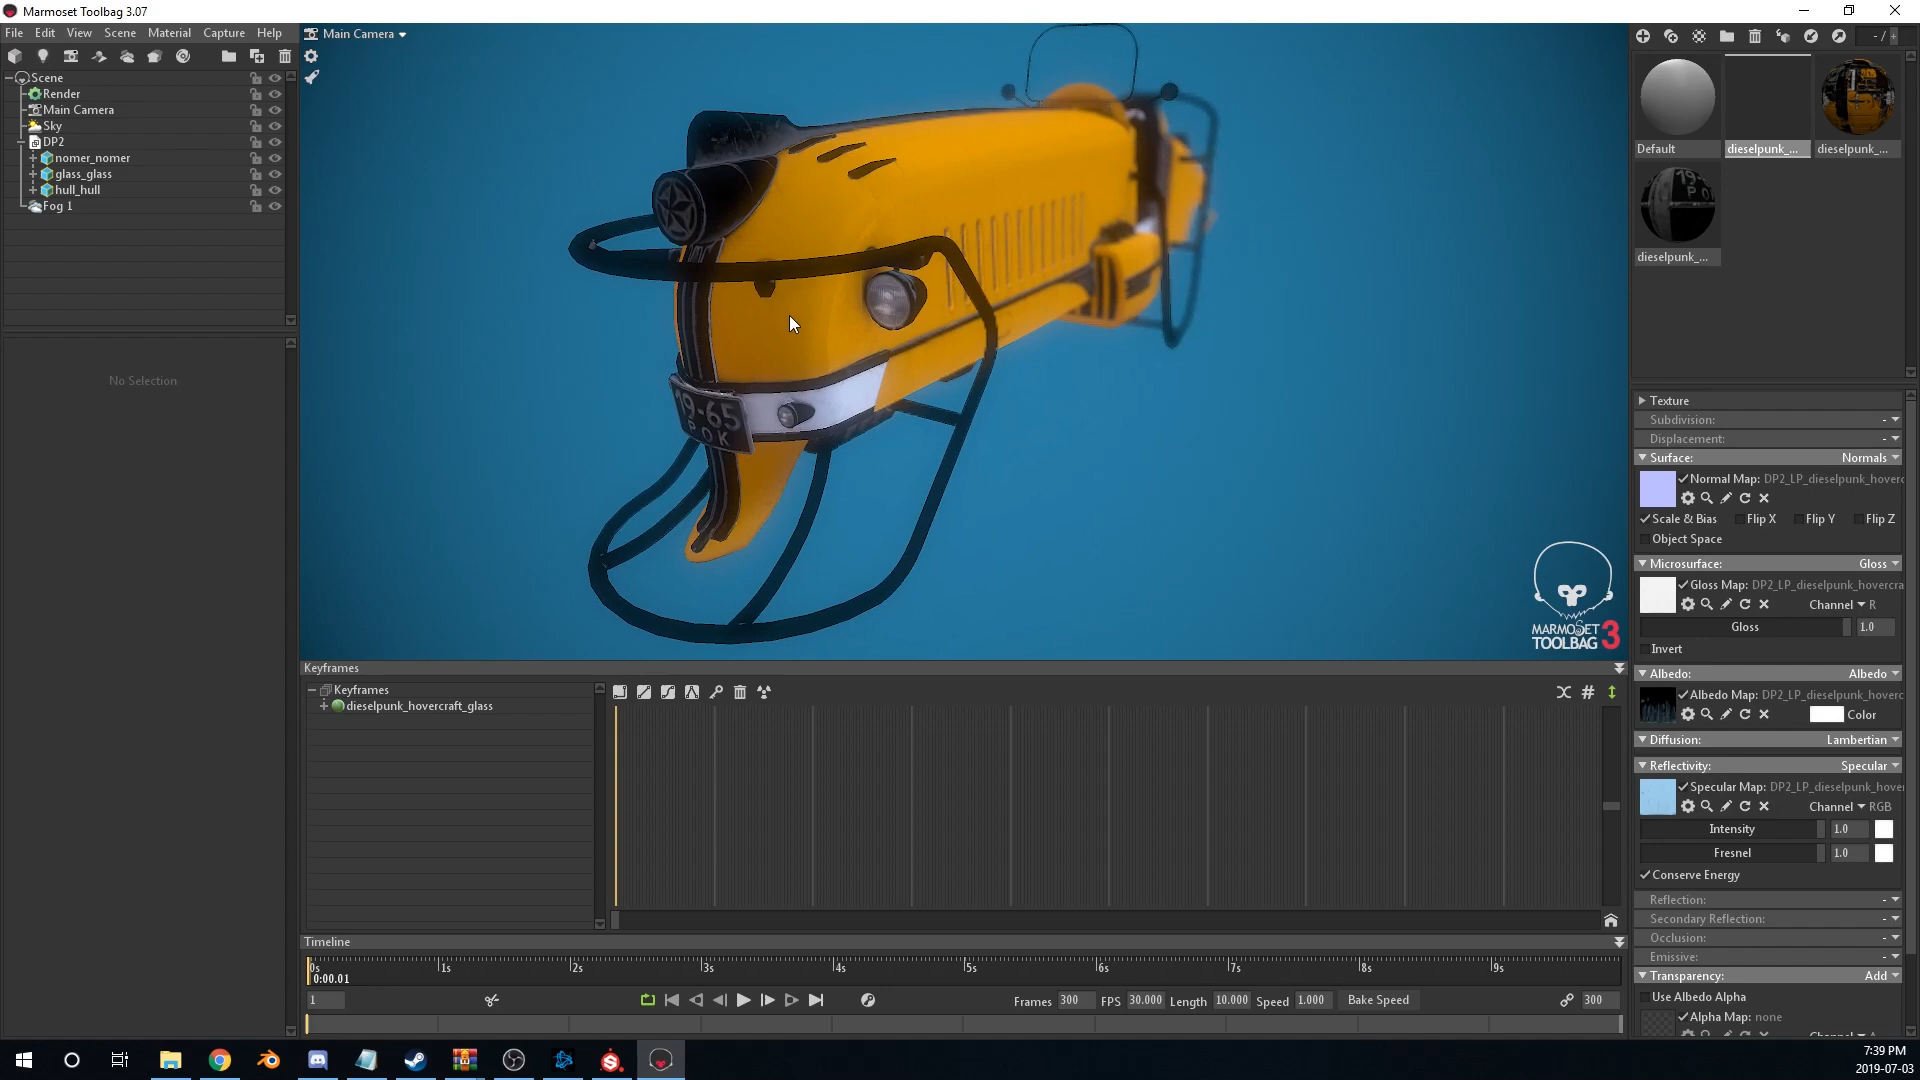 Marmoset Toolbag 3.07
File Edit View Scene Material Capture Help
Main Camera
- / +
Scene
Render
Main Camera
Sky
DP2
nomer_nomer
glass_glass
hull_hull
Fog 1
No Selection
19-65
POK
MARMOSET
TOOLBAG 3
Default
dieselpunk_...
dieselpunk_...
19-
PO
dieselpunk_...
Texture
Subdivision: -
Displacement: -
Surface: Normals
Normal Map: DP2_LP_dieselpunk_hoverc
Scale & Bias Flip X Flip Y Flip Z
Object Space
Microsurface: Gloss
Gloss Map: DP2_LP_dieselpunk_hovercra
Channel R
Gloss 1.0
Invert
Albedo: Albedo
Albedo Map: DP2_LP_dieselpunk_hoverc
Color
Diffusion: Lambertian
Reflectivity: Specular
Specular Map: DP2_LP_dieselpunk_hove
Channel RGB
Intensity 1.0
Fresnel 1.0
Conserve Energy
Reflection: -
Secondary Reflection: -
Occlusion: -
Emissive: -
Transparency: Add
Use Albedo Alpha
Alpha Map: none
Keyframes
Keyframes
dieselpunk_hovercraft_glass
Timeline
0s 1s 2s 3s 4s 5s 6s 7s 8s 9s
0:00.01
1 Frames 300 FPS 30.000 Length 10.000 Speed 1.000 Bake Speed 300
7:39 PM
2019-07-03